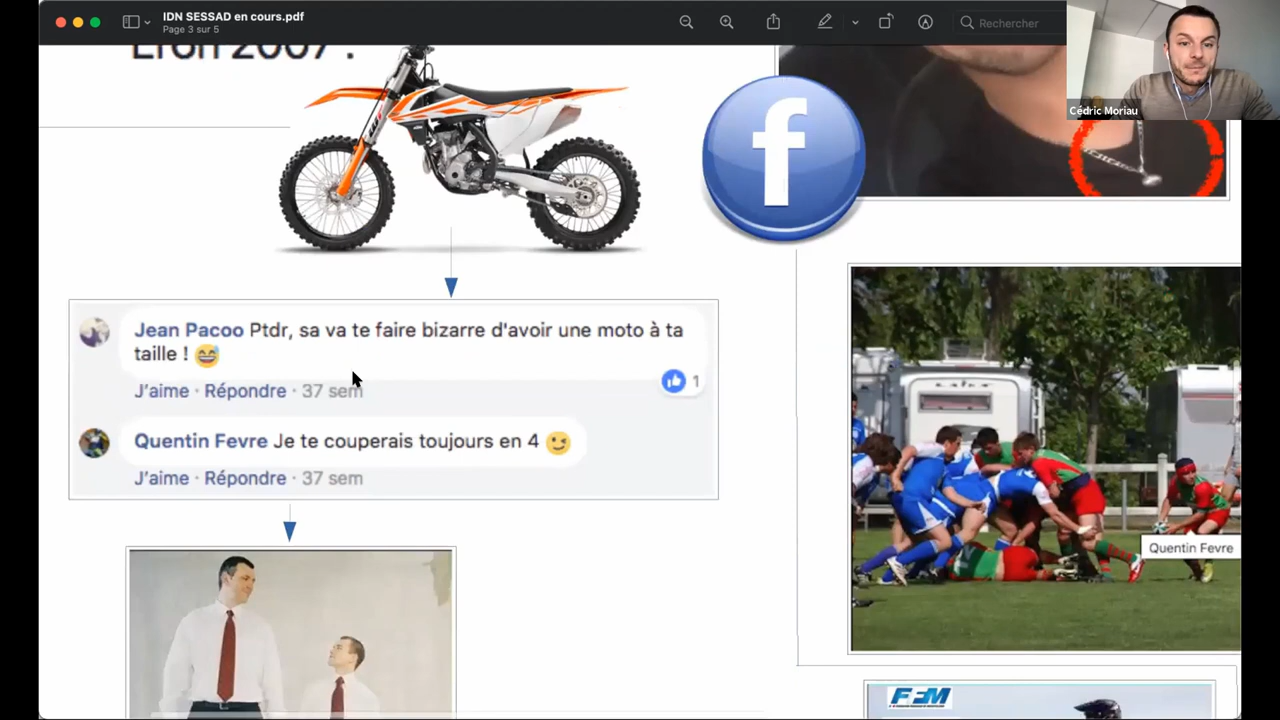 IDN SESSAD en cours.pdf
Page 3 sur 5
Rechercher
Cédric Moriau
2007 :
f
Jean Pacoo Ptdr, sa va te faire bizarre d'avoir une moto à ta
taille ! 😅
J'aime · Répondre · 37 sem
1
Quentin Fevre Je te couperais toujours en 4 😉
J'aime · Répondre · 37 sem
Quentin Fevre
FFM